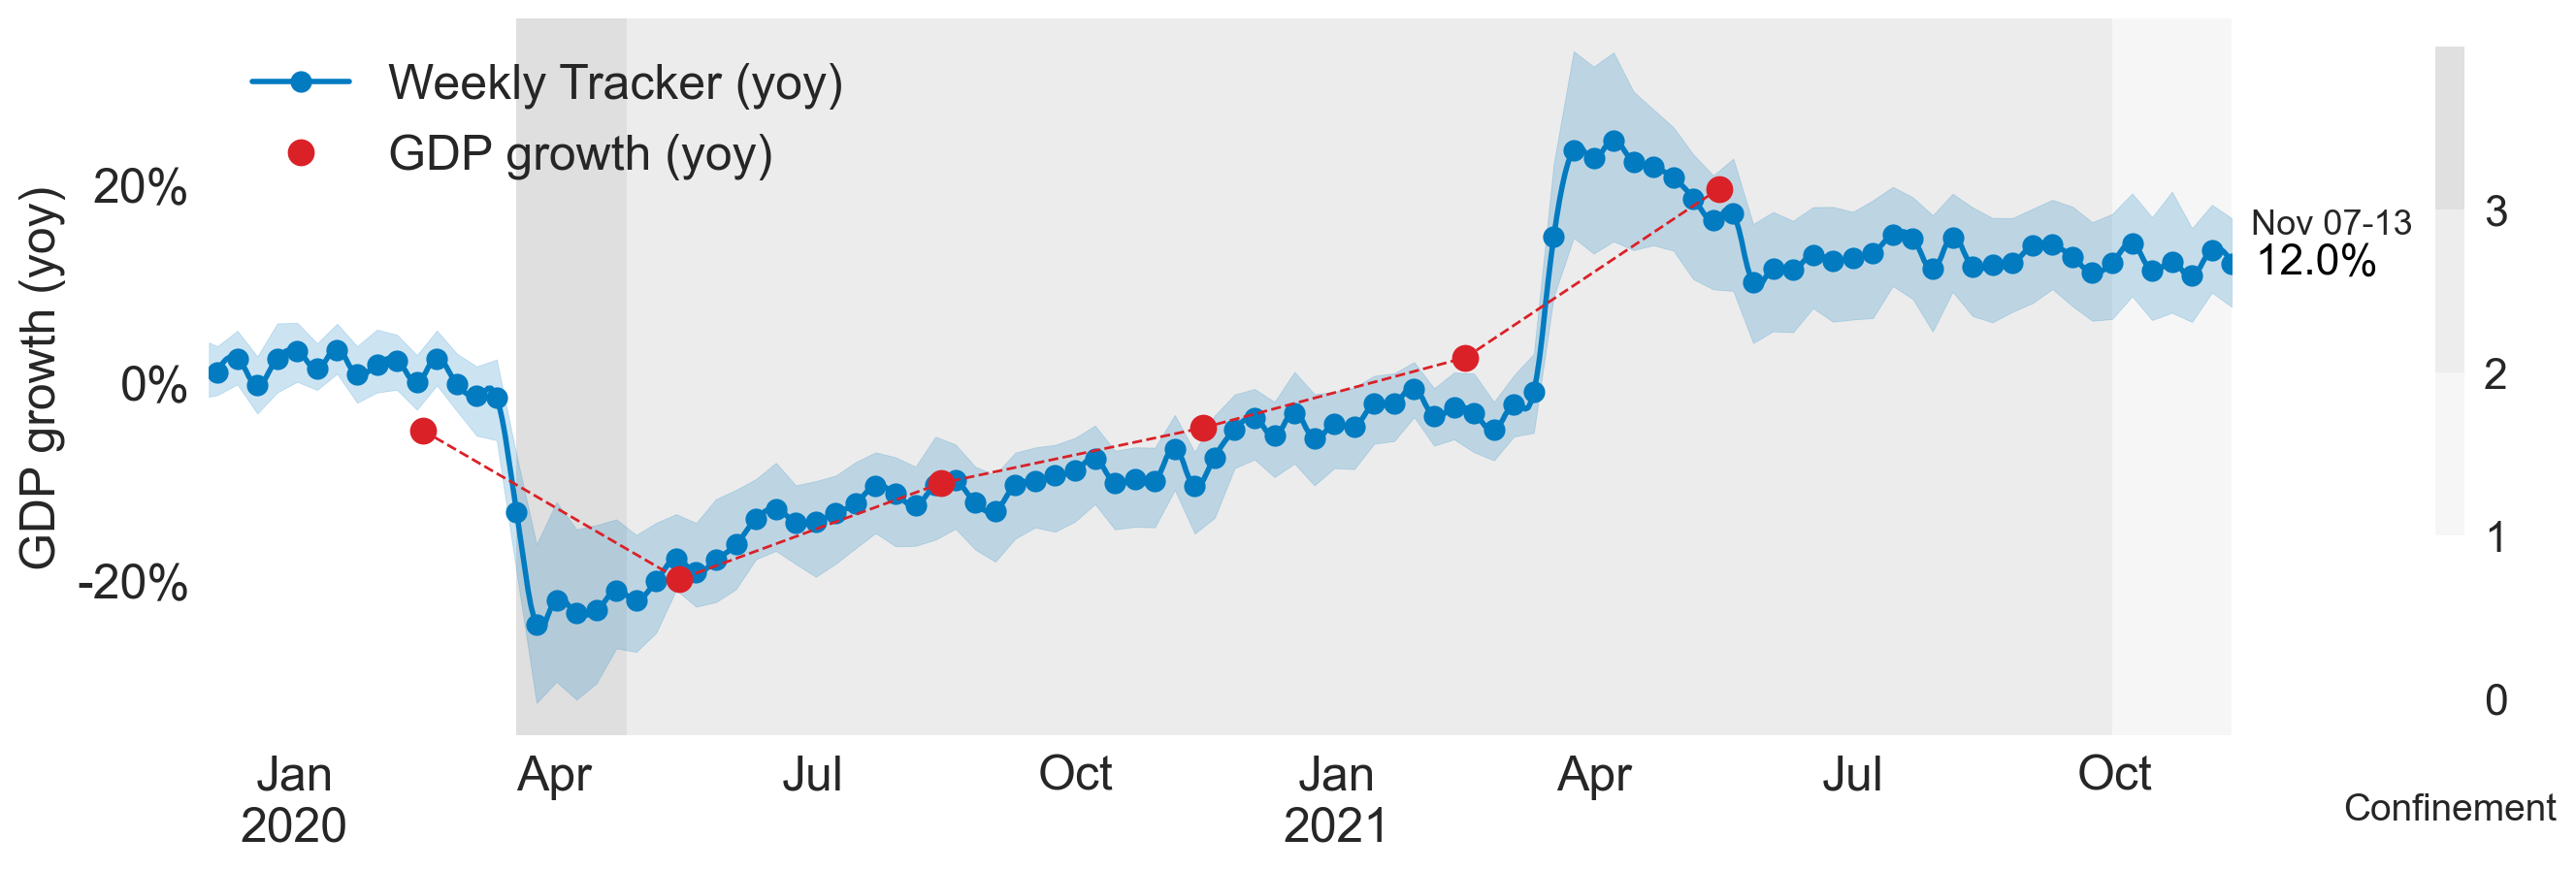 Weekly Tracker (yoy)
GDP growth (yoy)
GDP growth (yoy)
20%
0%
-20%
Jan
2020
Apr
Jul
Oct
Jan
2021
Apr
Jul
Oct
Nov 07-13
12.0%
3
2
1
0
Confinement